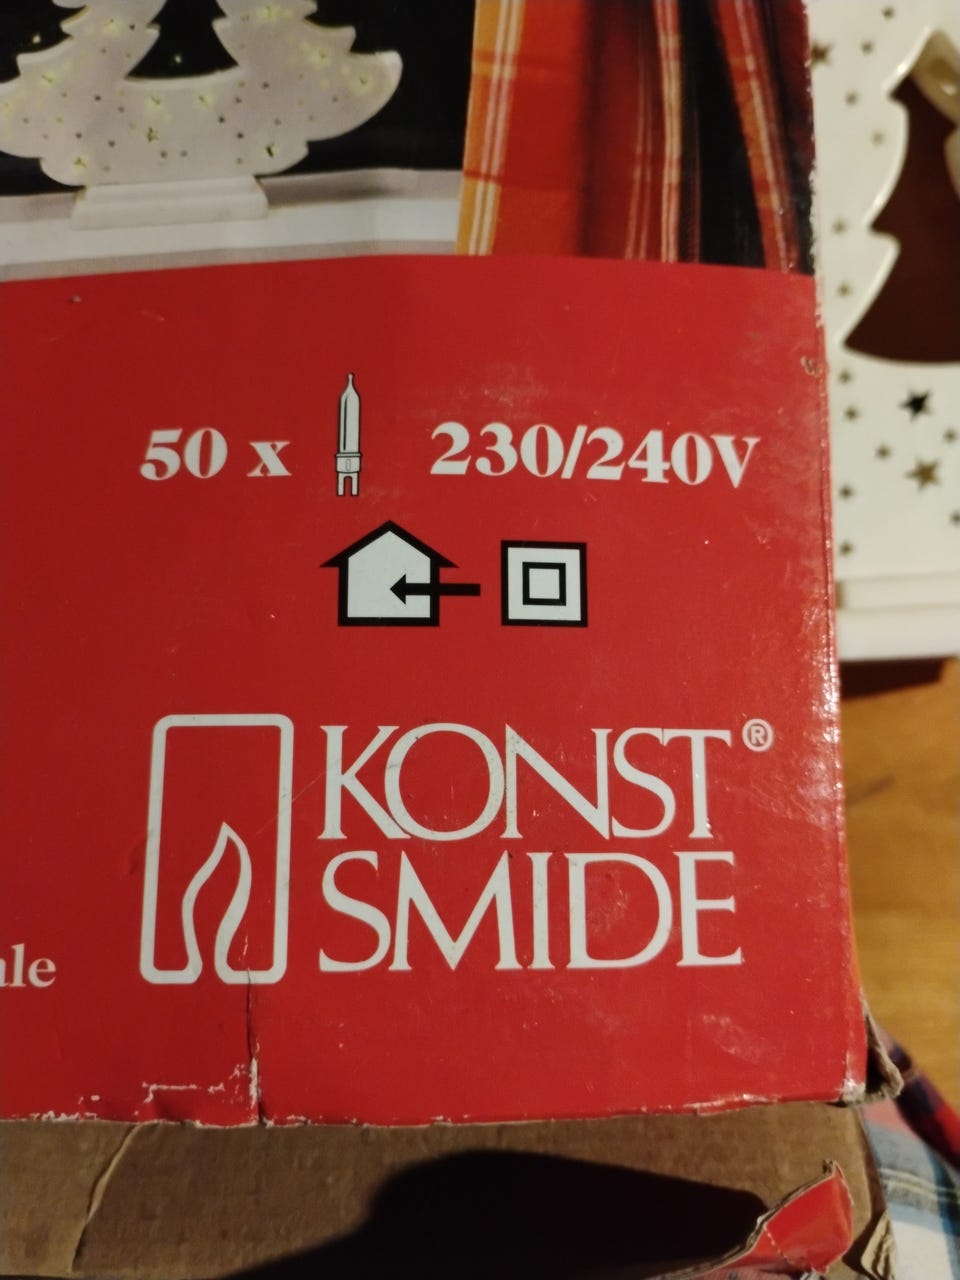 50 x 230/240V
KONST®
SMIDE